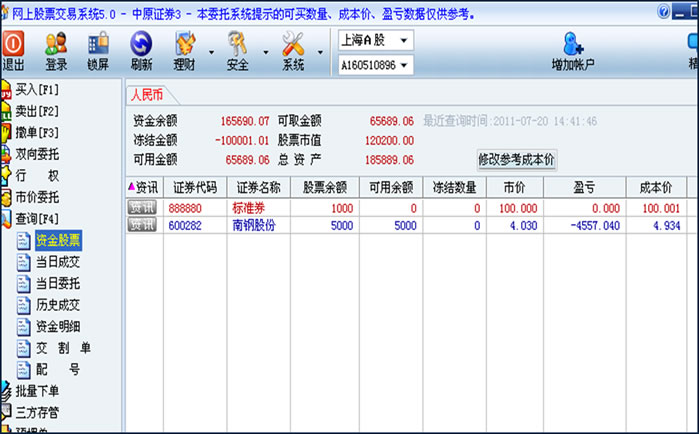 网上股票交易系统5.0 - 中原证券3 - 本委托系统提示的可买数量、成本价、盈亏数据仅供参考。
退出 登录 锁屏 刷新 理财 安全 系统 上海A股 A160510896 增加帐户
买入[F1]
卖出[F2]
撤单[F3]
双向委托
行 权
市价委托
查询[F4]
资金股票
当日成交
当日委托
历史成交
资金明细
交 割 单
配 号
批量下单
三方存管
人民币
资金余额 165690.07 可取金额 65689.06 最近查询时间:2011-07-20 14:41:46
冻结金额 -100001.01 股票市值 120200.00
可用金额 65689.06 总 资 产 185889.06 修改参考成本价
资讯 证券代码 证券名称 股票余额 可用余额 冻结数量 市价 盈亏 成本价
资讯 888880 标准券 1000 0 0 100.000 0.000 100.001
资讯 600282 南钢股份 5000 5000 0 4.030 -4557.040 4.934